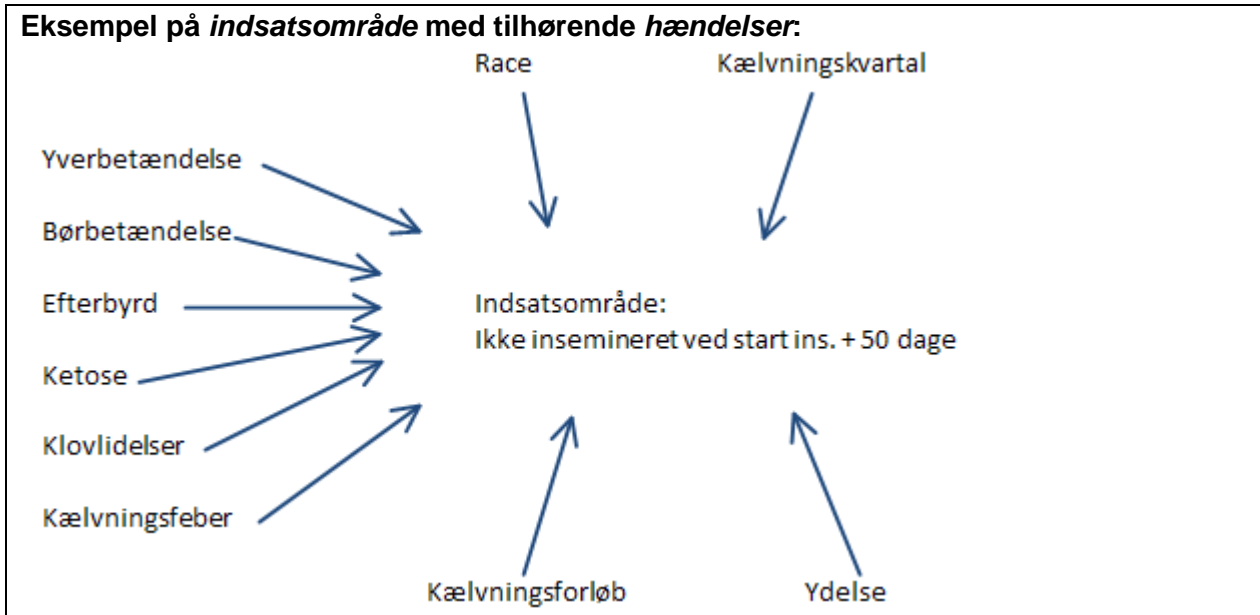 Eksempel på indsatsområde med tilhørende hændelser:
Race Kælvningskvartal
Yverbetændelse
Børbetændelse
Efterbyrd
Indsatsområde:
Ikke insemineret ved start ins. + 50 dage
Ketose
Klovlidelser
Kælvningsfeber
Kælvningsforløb Ydelse